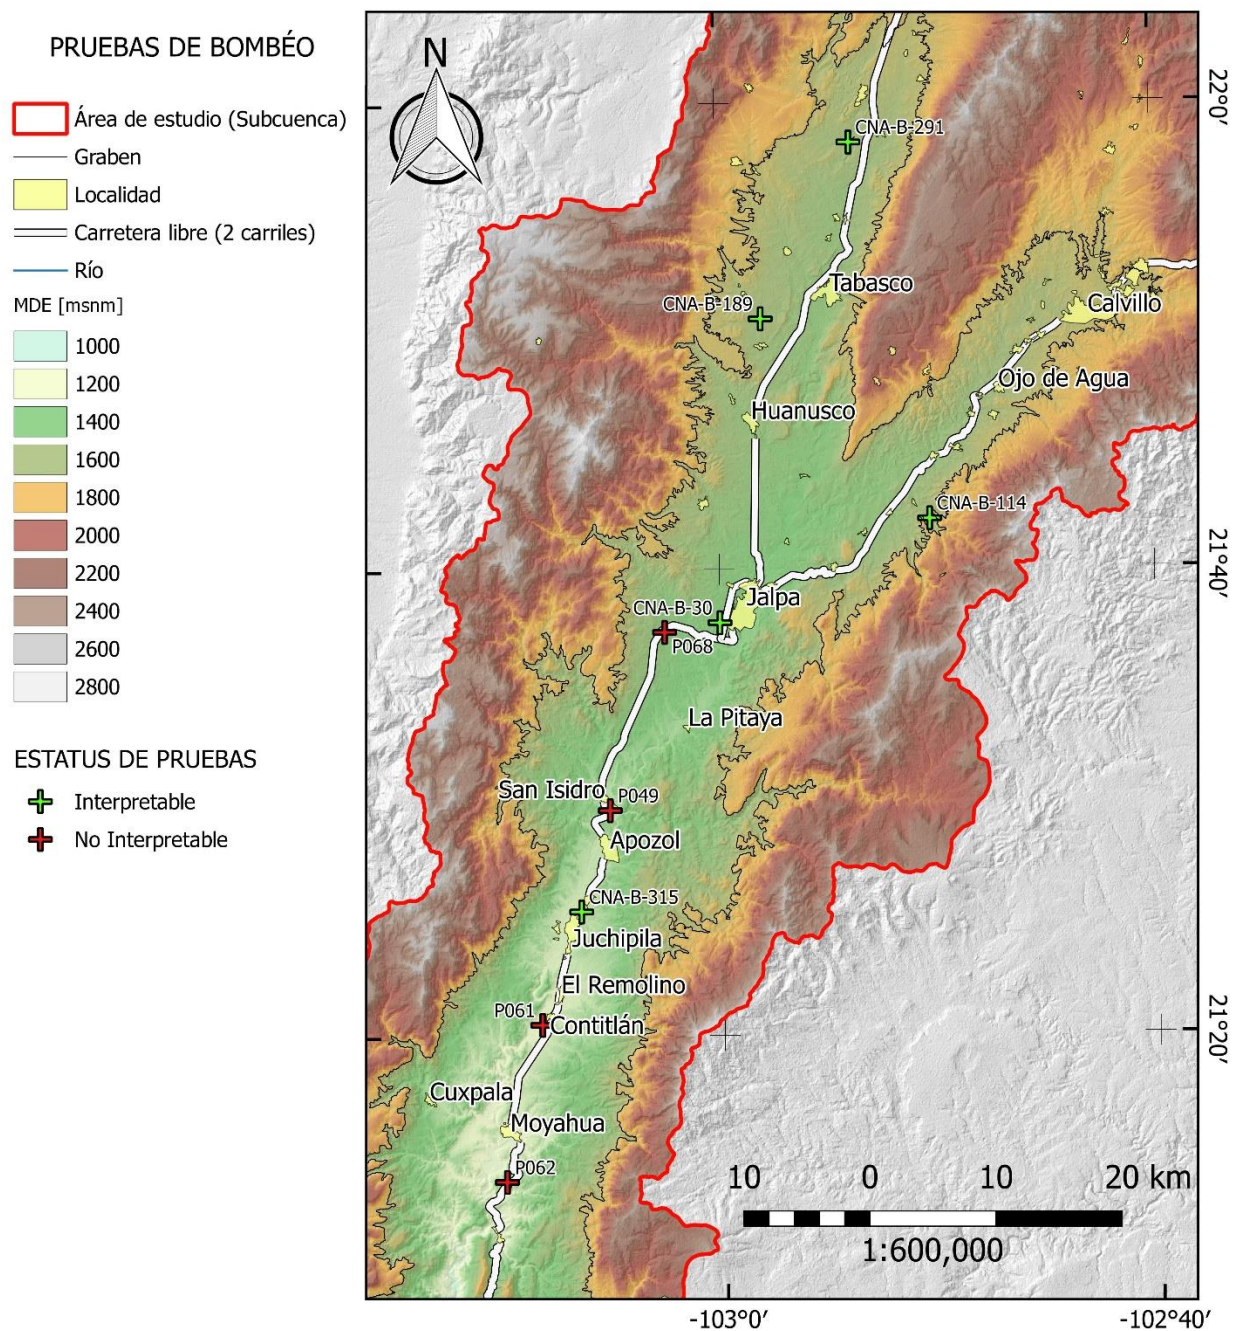 PRUEBAS DE BOMBÉO
Área de estudio (Subcuenca)
Graben
Localidad
Carretera libre (2 carriles)
Río
MDE [msnm]
1000
1200
1400
1600
1800
2000
2200
2400
2600
2800
ESTATUS DE PRUEBAS
Interpretable
No Interpretable
N
CNA-B-291
22°0'
Tabasco
CNA-B-189
Calvillo
Ojo de Agua
Huanusco
CNA-B-114
21°40'
Jalpa
CNA-B-30
P068
La Pitaya
San Isidro
P049
Apozol
CNA-B-315
Juchipila
El Remolino
P061
Contitlán
21°20'
Cuxpala
Moyahua
P062
10 0 10 20 km
1:600,000
-103°0'
-102°40'